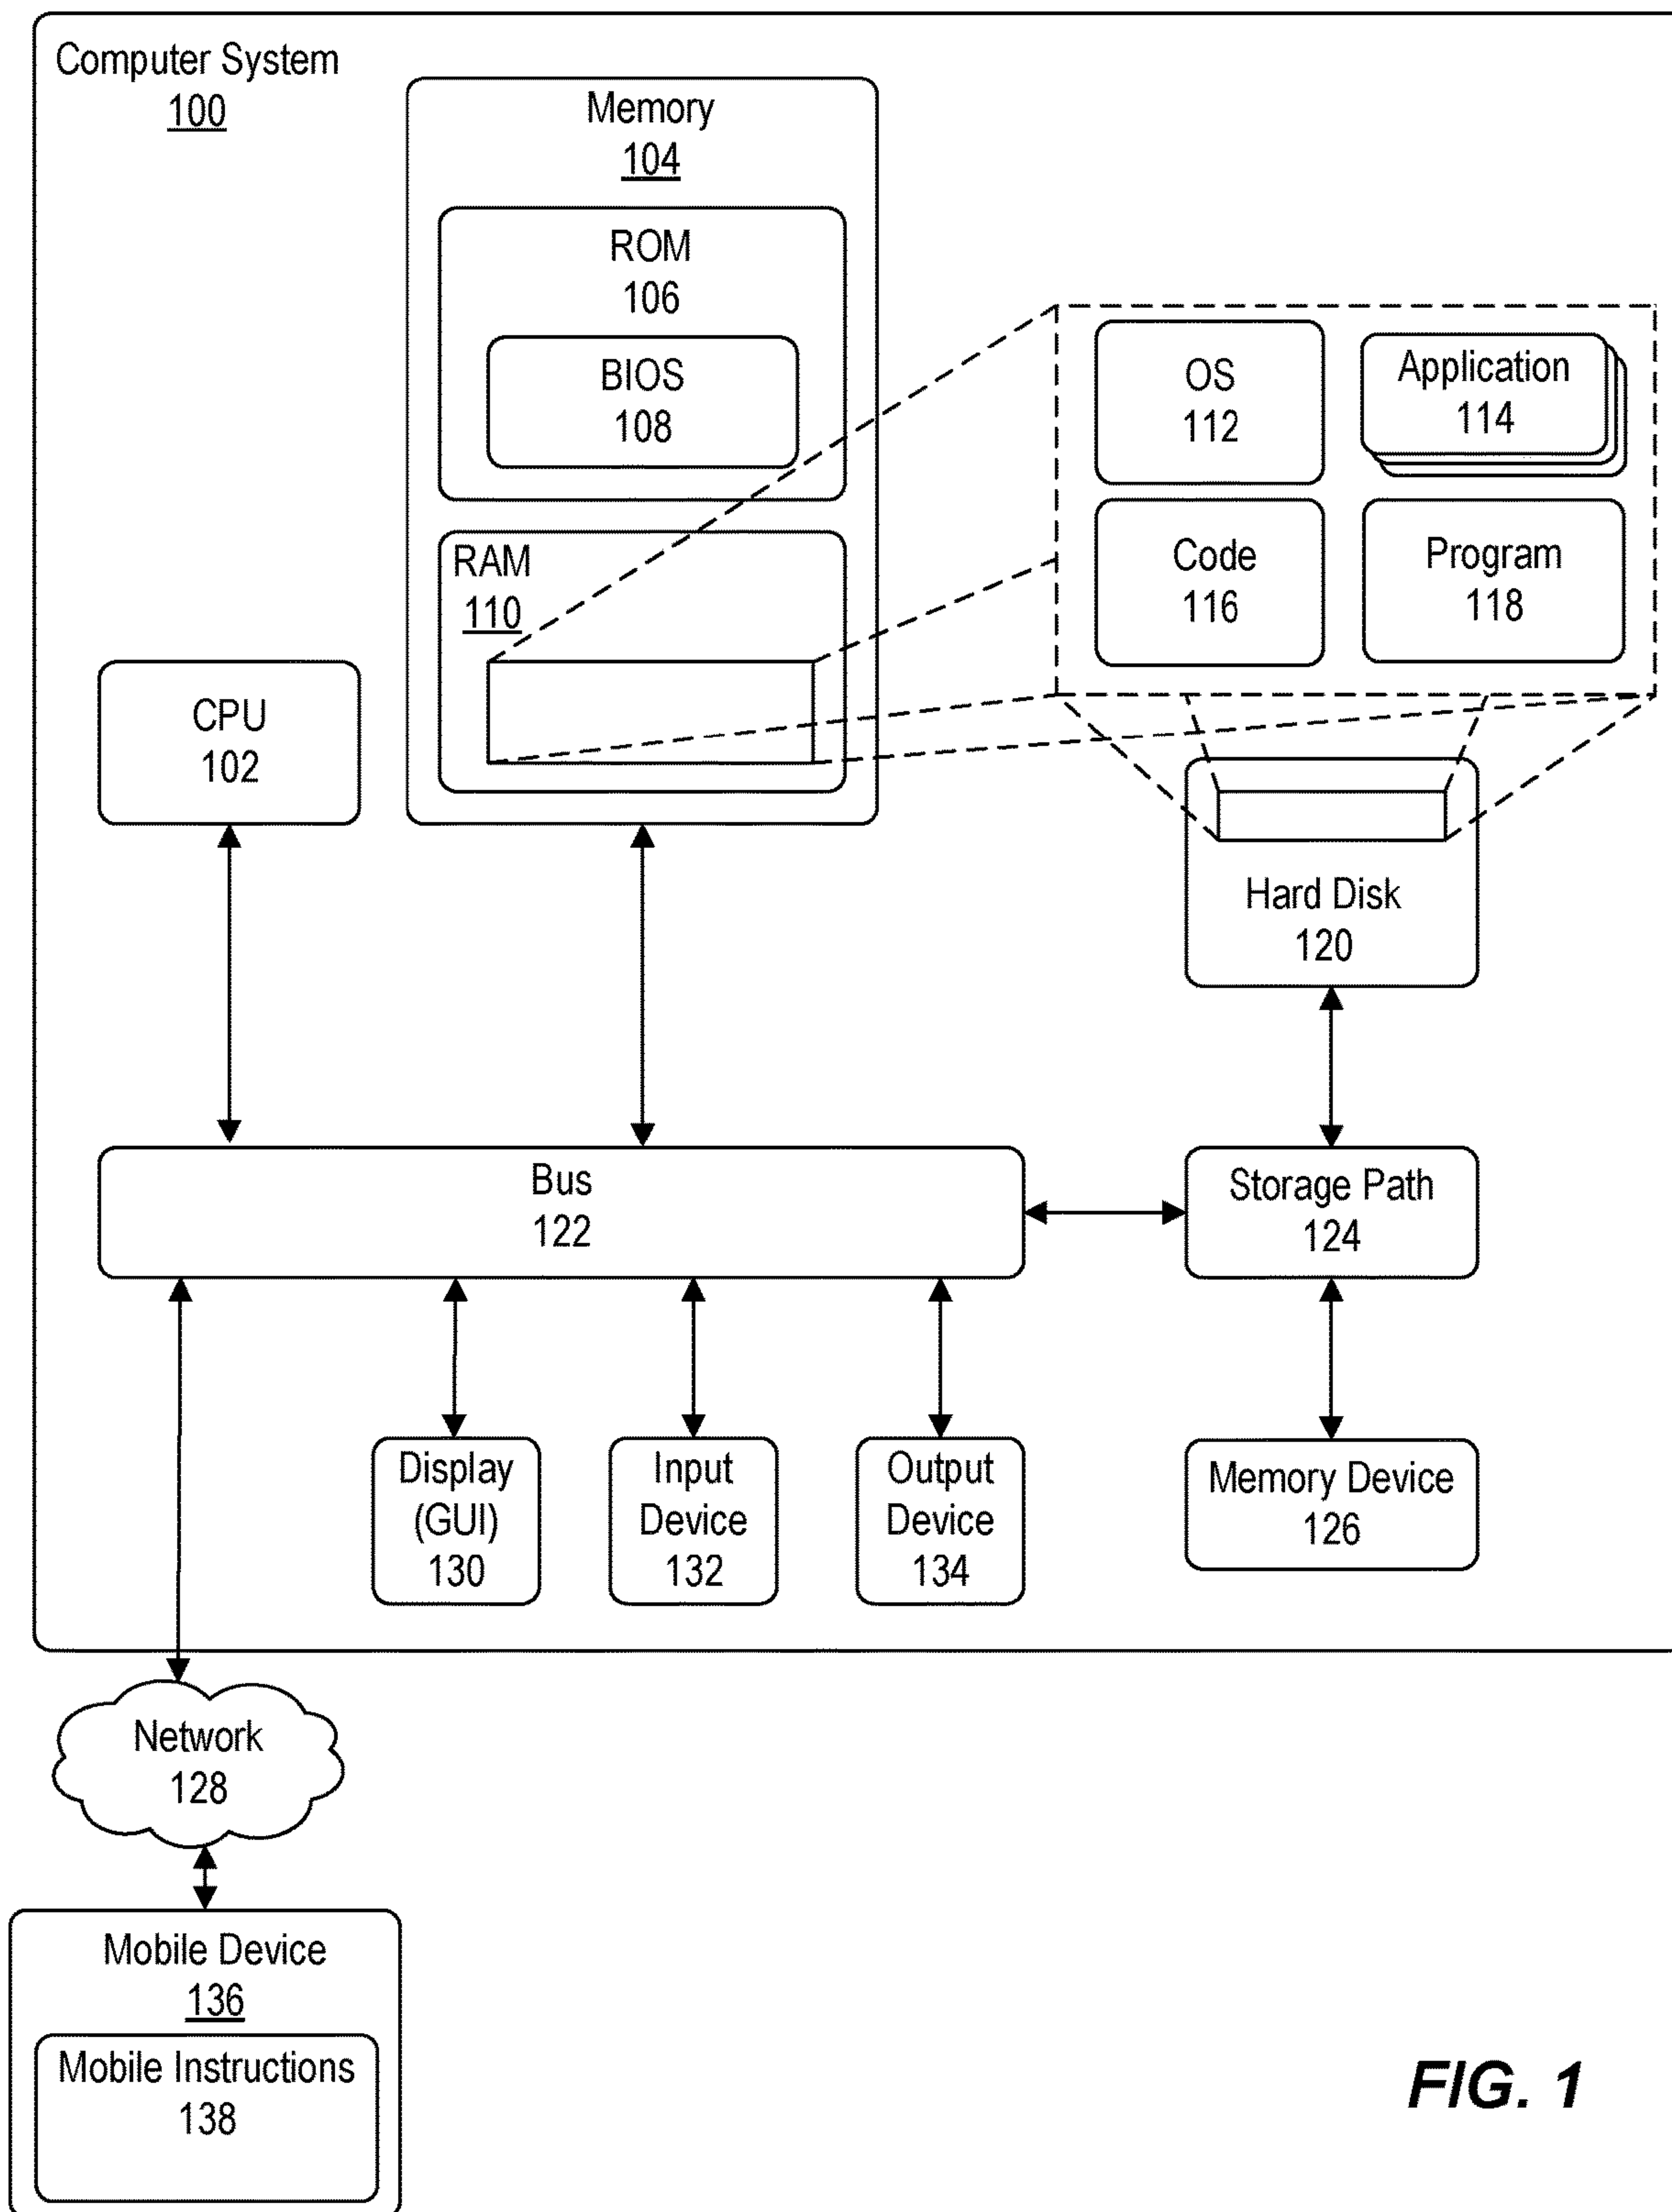 Computer System
100
Memory
104
ROM
106
BIOS
108
RAM
110
OS
112
Application
114
Code
116
Program
118
CPU
102
Hard Disk
120
Bus
122
Storage Path
124
Display
(GUI)
130
Input
Device
132
Output
Device
134
Memory Device
126
Network
128
Mobile Device
136
Mobile Instructions
138
FIG. 1